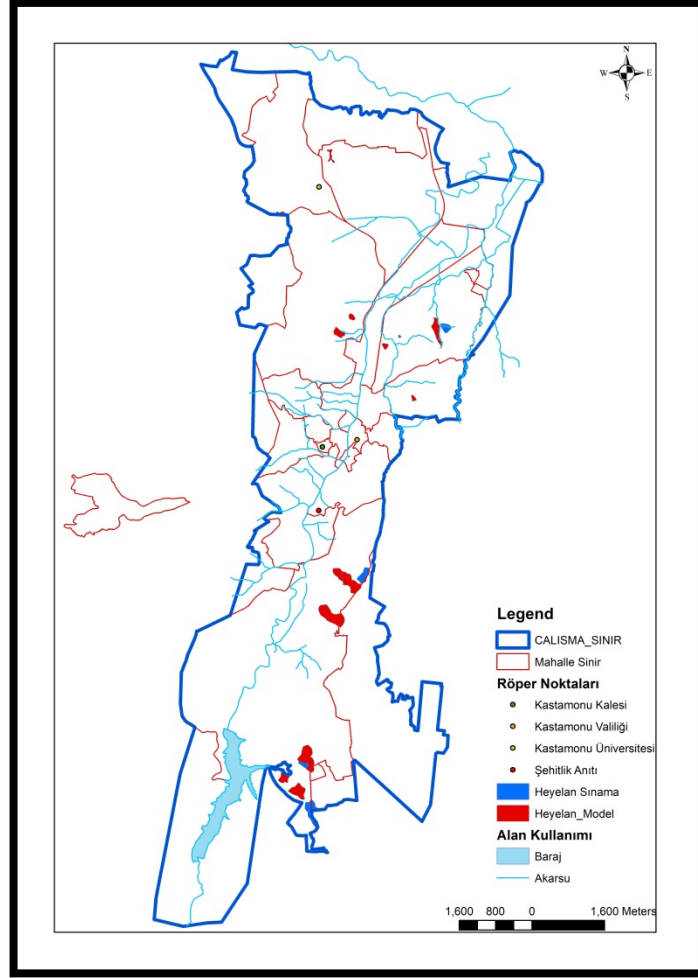 N
W E
S
Legend
CALISMA_SINIR
Mahalle Sinir
Röper Noktaları
Kastamonu Kalesi
Kastamonu Valiliği
Kastamonu Üniversitesi
Şehitlik Anıtı
Heyelan Sınama
Heyelan_Model
Alan Kullanımı
Baraj
Akarsu
1,600 800 0 1,600 Meters